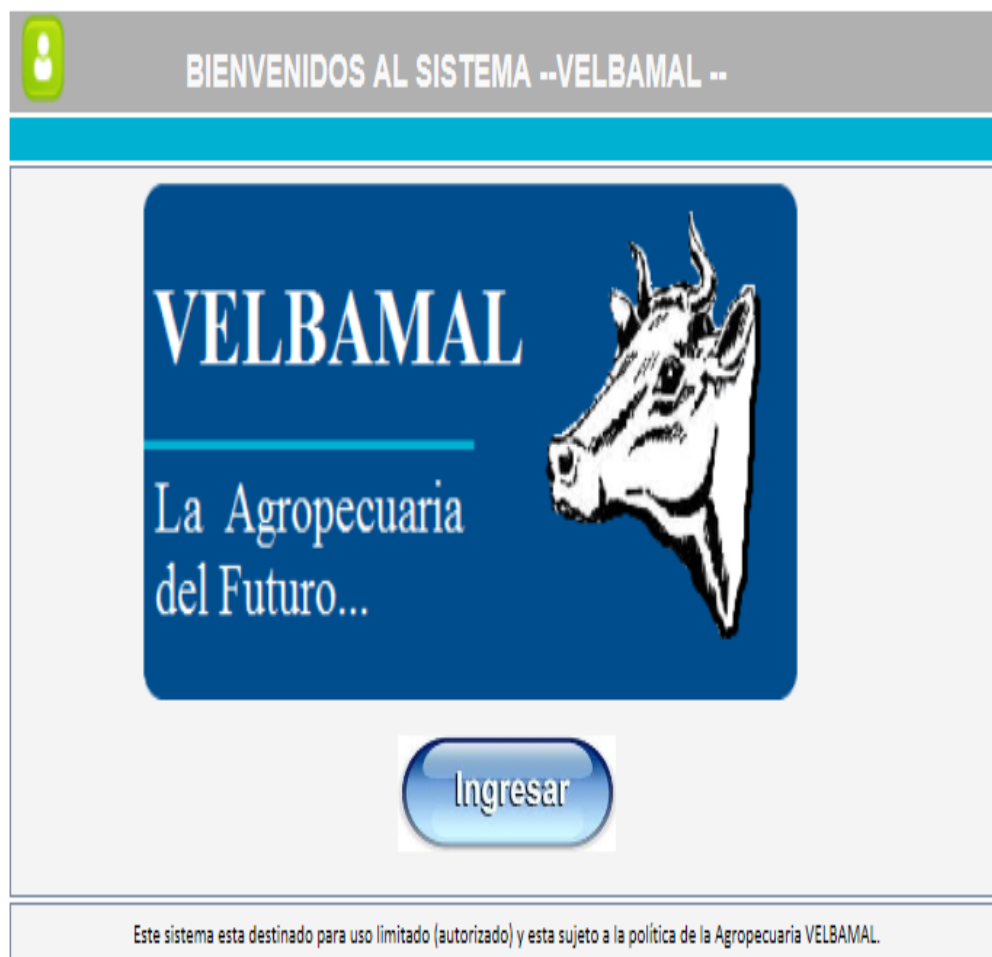 BIENVENIDOS AL SISTEMA --VELBAMAL --
VELBAMAL
La Agropecuaria
del Futuro...
Ingresar
Este sistema esta destinado para uso limitado (autorizado) y esta sujeto a la política de la Agropecuaria VELBAMAL.